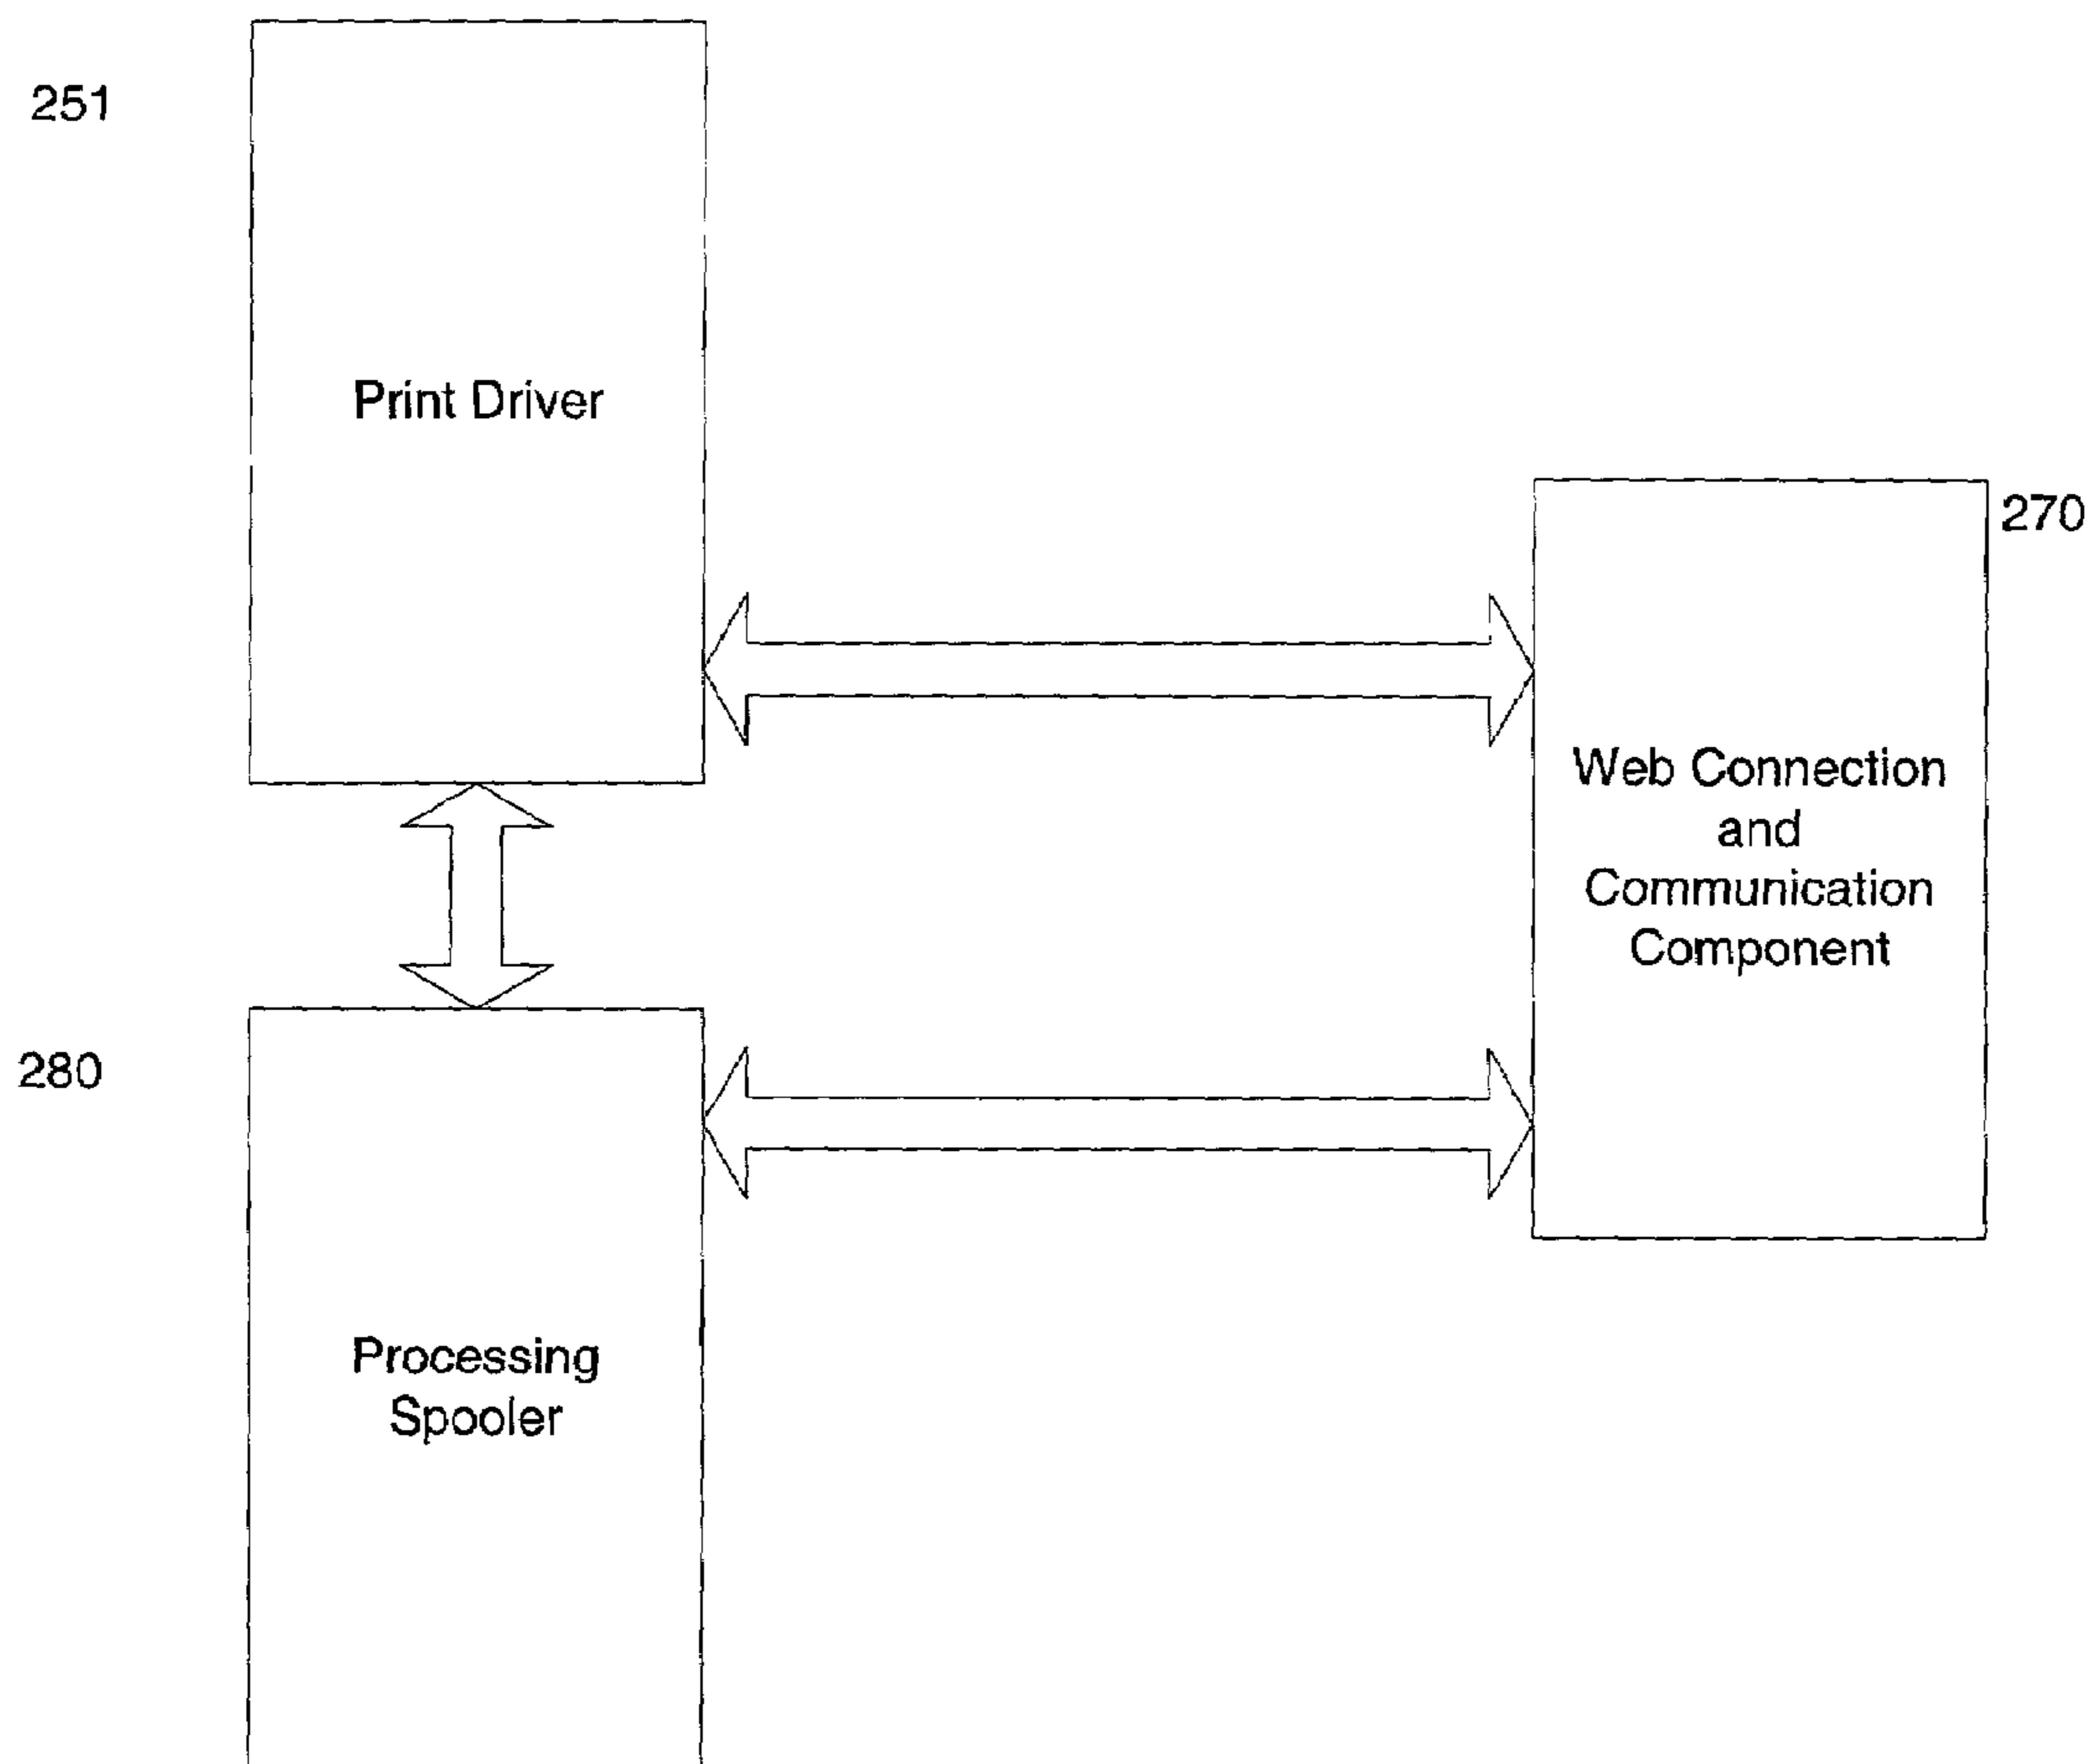 251
Print Driver
270
Web Connection
and
Communication
Component
280
Processing
Spooler